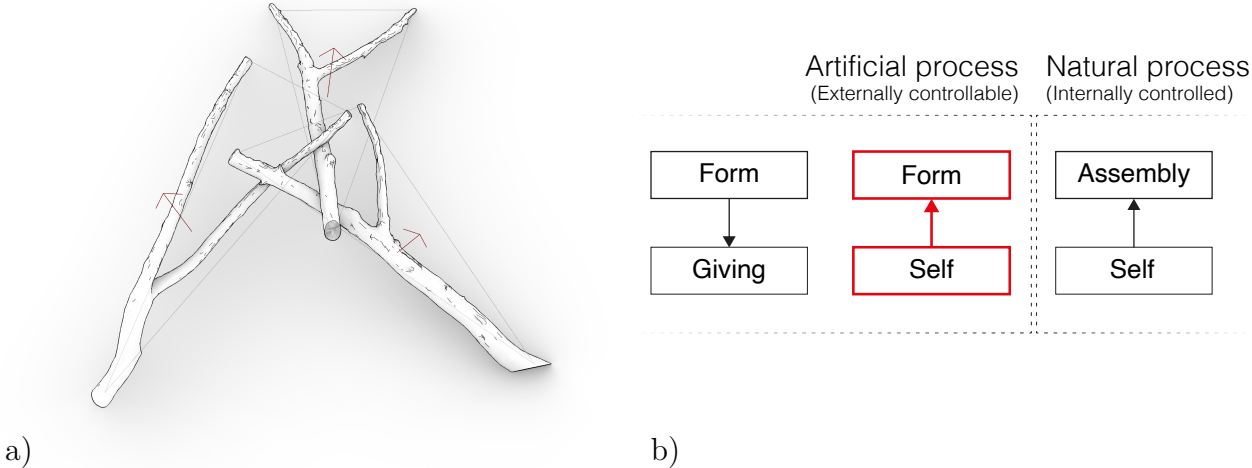 Artificial process
(Externally controllable)
Natural process
(Internally controlled)
Form
Form
Assembly
Giving
Self
Self
a)
b)